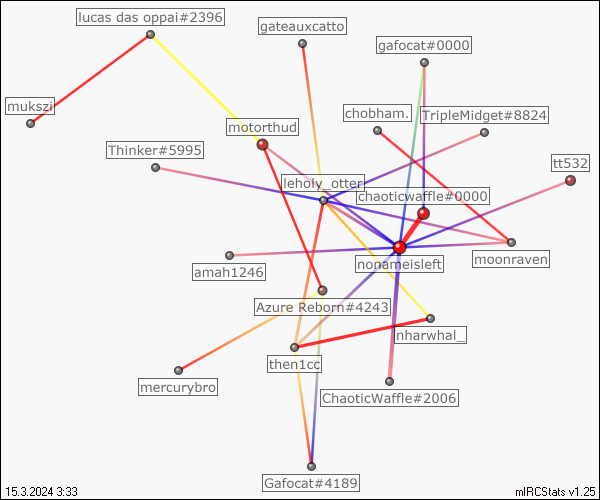 lucas das oppai#2396
gateauxcatto
gafocat#0000
mukszi
chobham.
TripleMidget#8824
motorthud
Thinker#5995
tt532
leholy_otter
chaoticwaffle#0000
nonameisleft
moonraven
amah1246
Azure Reborn#4243
nharwhal_
then1cc
mercurybro
ChaoticWaffle#2006
Gafocat#4189
15.3.2024 3:33
mIRCStats v1.25